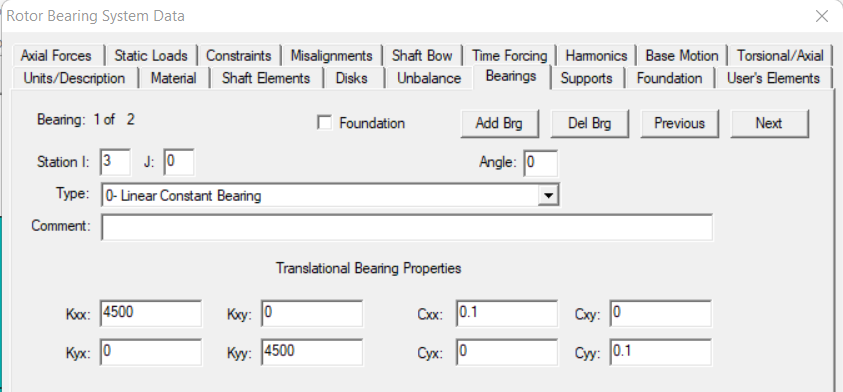 Rotor Bearing System Data
Axial Forces Static Loads Constraints Misalignments Shaft Bow Time Forcing Harmonics Base Motion Torsional/Axial
Units/Description Material Shaft Elements Disks Unbalance Bearings Supports Foundation User's Elements
Bearing: 1 of 2 Foundation Add Brg Del Brg Previous Next
Station I: 3 J: 0 Angle: 0
Type: 0- Linear Constant Bearing
Comment:
Translational Bearing Properties
Kxx: 4500 Kxy: 0 Cxx: 0.1 Cxy: 0
Kyx: 0 Kyy: 4500 Cyx: 0 Cyy: 0.1